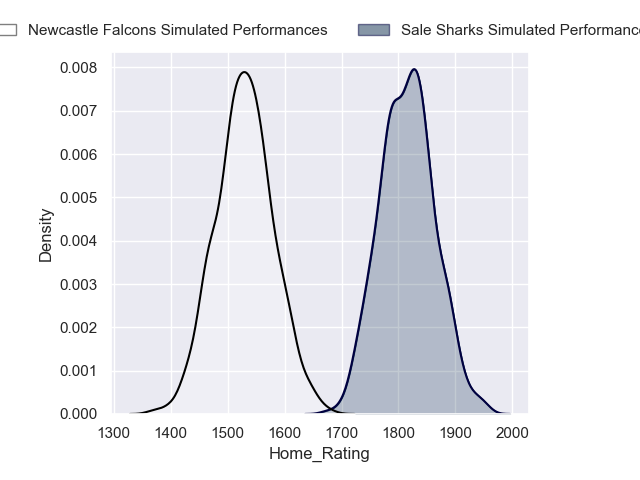 Newcastle Falcons Simulated Performances
Sale Sharks Simulated Performance
0.008
0.007
0.006
0.005
0.004
0.003
0.002
0.001
0.000
Density
1300 1400 1500 1600 1700 1800 1900 2000
Home_Rating